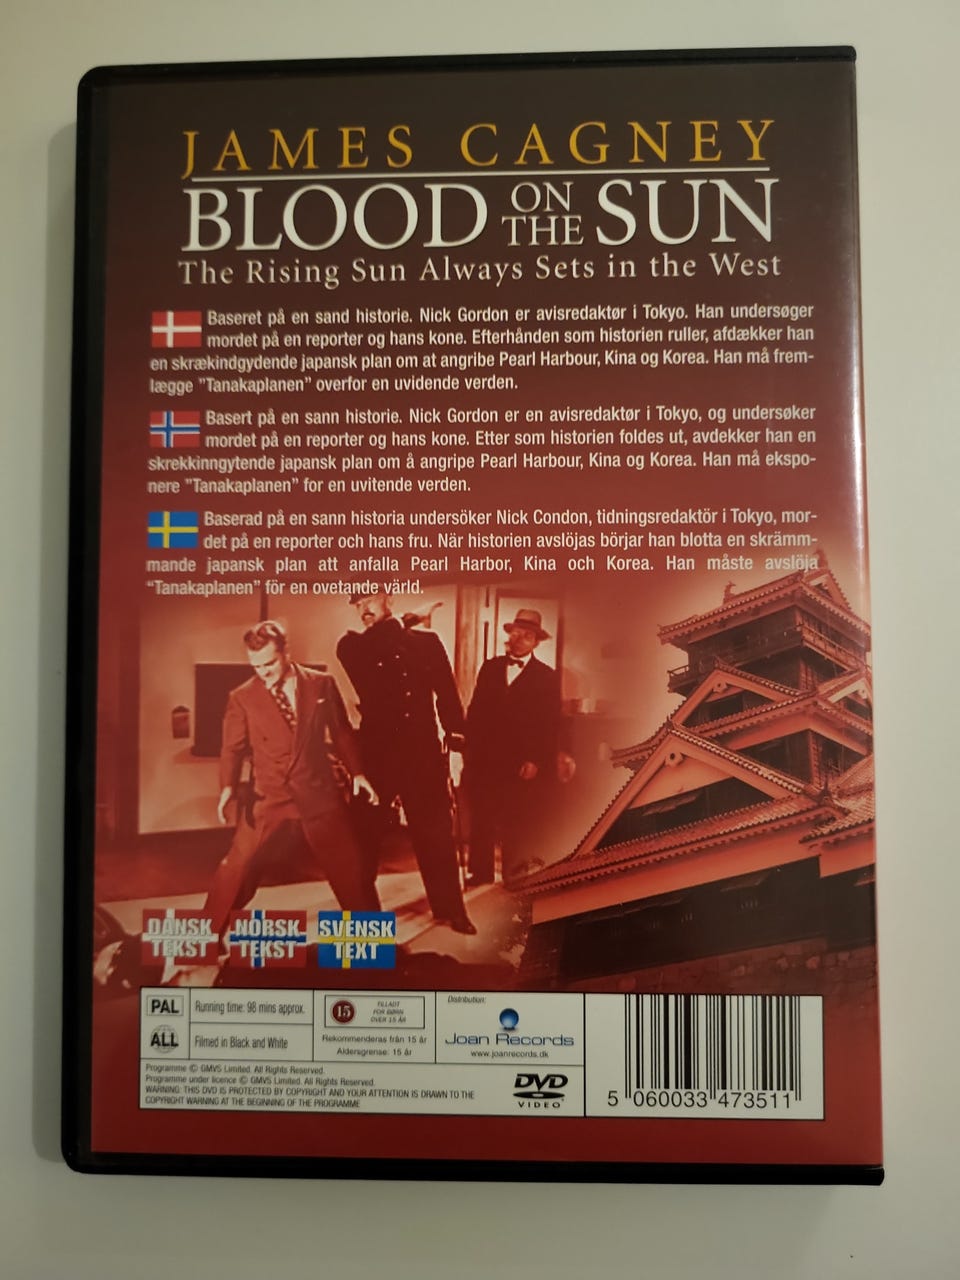 JAMES CAGNEY
BLOOD ON THE SUN
The Rising Sun Always Sets in the West
Baseret på en sand historie. Nick Gordon er avisredaktør i Tokyo. Han undersøger
mordet på en reporter og hans kone. Efterhånden som historien ruller, afdækker han
en skrækindgydende japansk plan om at angribe Pearl Harbour, Kina og Korea. Han må frem-
lægge ”Tanakaplanen” overfor en uvidende verden.
Basert på en sann historie. Nick Gordon er en avisredaktør i Tokyo, og undersøker
mordet på en reporter og hans kone. Etter som historien foldes ut, avdekker han en
skrekkinngytende japansk plan om å angripe Pearl Harbour, Kina og Korea. Han må ekspo-
nere ”Tanakaplanen” for en uvitende verden.
Baserad på en sann historia undersöker Nick Condon, tidningsredaktör i Tokyo, mor-
det på en reporter och hans fru. När historien avslöjas börjar han blotta en skrämm-
mande japansk plan att anfalla Pearl Harbor, Kina och Korea. Han måste avslöja
“Tanakaplanen” för en ovetande värld.
DANSK TEKST
NORSK TEKST
SVENSK TEXT
PAL
Running time: 98 mins approx.
ALL
Filmed in Black and White
15
TILLADT
FOR BØRN
OVER 15 ÅR
Rekommenderas från 15 år
Aldersgrense: 15 år
Distribution:
Joan Records
www.joanrecords.dk
Programme © GMVS Limited. All Rights Reserved.
Programme under licence © GMVS Limited. All Rights Reserved.
WARNING: THIS DVD IS PROTECTED BY COPYRIGHT AND YOUR ATTENTION IS DRAWN TO THE
COPYRIGHT WARNING AT THE BEGINNING OF THE PROGRAMME
DVD
VIDEO
5 060033 473511